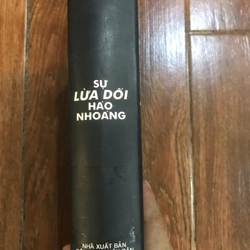 SỰ
LỪA DỐI
HÀO
NHOÁNG
NHÀ XUẤT BẢN